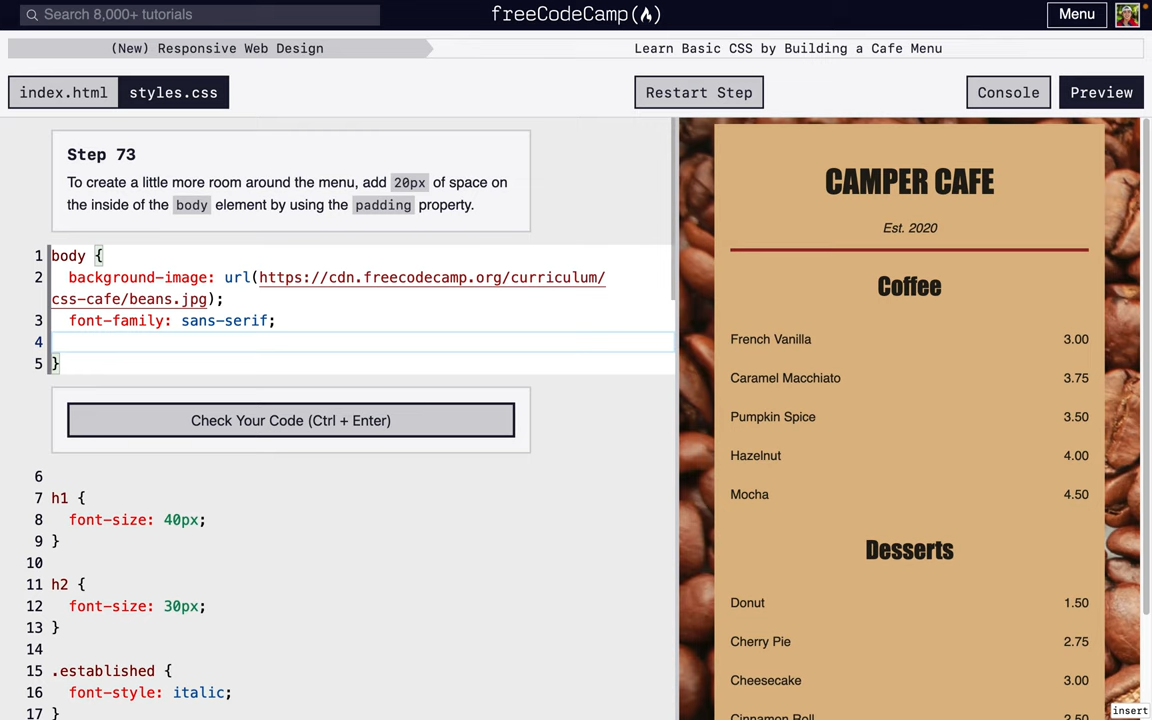 Search 8,000+ tutorials
freeCodeCamp
Menu
(New) Responsive Web Design
Learn Basic CSS by Building a Cafe Menu
index.html
styles.css
Restart Step
Console
Preview
Step 73
To create a little more room around the menu, add 20px of space on
the inside of the body element by using the padding property.
1 body {
2 background-image: url(https://cdn.freecodecamp.org/curriculum/
css-cafe/beans.jpg);
3 font-family: sans-serif;
4
5 }
Check Your Code (Ctrl + Enter)
6
7 h1 {
8 font-size: 40px;
9 }
10
11 h2 {
12 font-size: 30px;
13 }
14
15 .established {
16 font-style: italic;
17 }
CAMPER CAFE
Est. 2020
Coffee
French Vanilla 3.00
Caramel Macchiato 3.75
Pumpkin Spice 3.50
Hazelnut 4.00
Mocha 4.50
Desserts
Donut 1.50
Cherry Pie 2.75
Cheesecake 3.00
Cinnamon Roll 2.50
insert